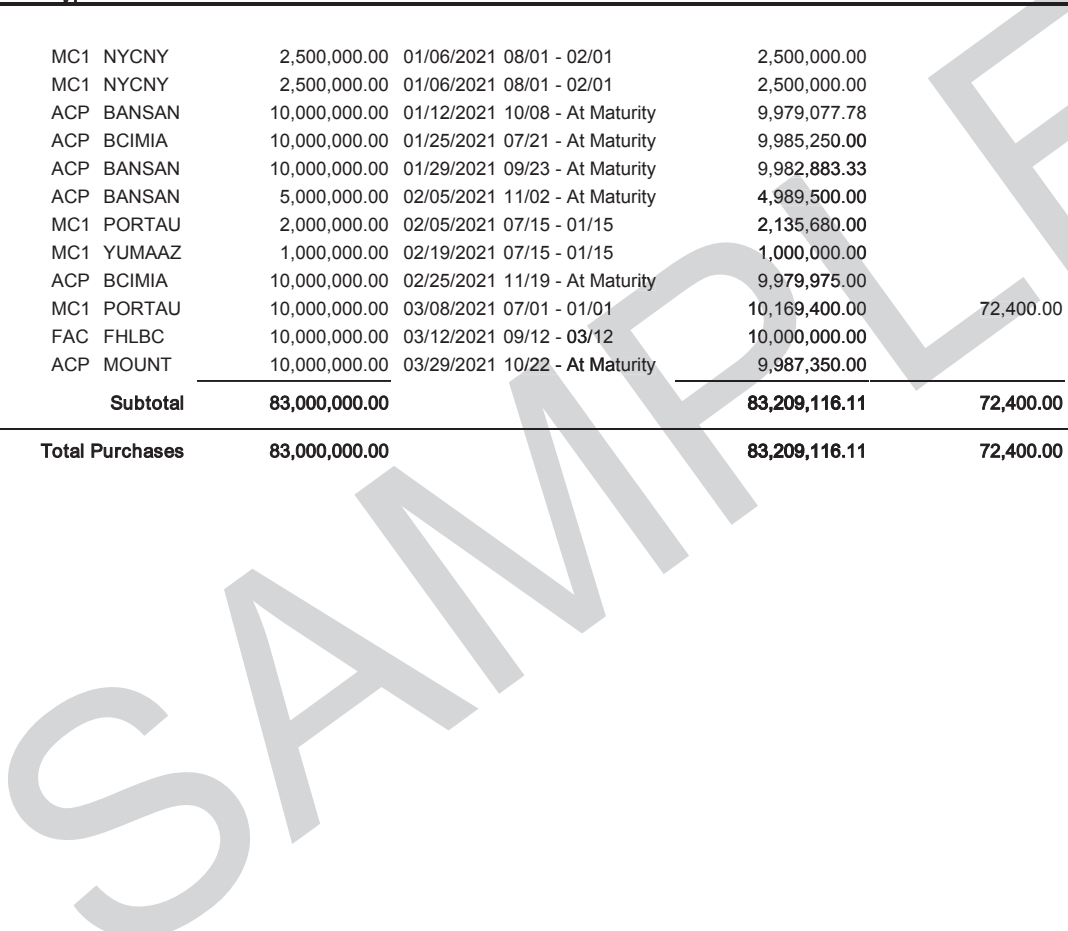 MC1 NYCNY 2,500,000.00 01/06/2021 08/01 - 02/01 2,500,000.00
MC1 NYCNY 2,500,000.00 01/06/2021 08/01 - 02/01 2,500,000.00
ACP BANSAN 10,000,000.00 01/12/2021 10/08 - At Maturity 9,979,077.78
ACP BCIMIA 10,000,000.00 01/25/2021 07/21 - At Maturity 9,985,250.00
ACP BANSAN 10,000,000.00 01/29/2021 09/23 - At Maturity 9,982,883.33
ACP BANSAN 5,000,000.00 02/05/2021 11/02 - At Maturity 4,989,500.00
MC1 PORTAU 2,000,000.00 02/05/2021 07/15 - 01/15 2,135,680.00
MC1 YUMAAZ 1,000,000.00 02/19/2021 07/15 - 01/15 1,000,000.00
ACP BCIMIA 10,000,000.00 02/25/2021 11/19 - At Maturity 9,979,975.00
MC1 PORTAU 10,000,000.00 03/08/2021 07/01 - 01/01 10,169,400.00 72,400.00
FAC FHLBC 10,000,000.00 03/12/2021 09/12 - 03/12 10,000,000.00
ACP MOUNT 10,000,000.00 03/29/2021 10/22 - At Maturity 9,987,350.00
Subtotal 83,000,000.00 83,209,116.11 72,400.00
Total Purchases 83,000,000.00 83,209,116.11 72,400.00
SAMPLE